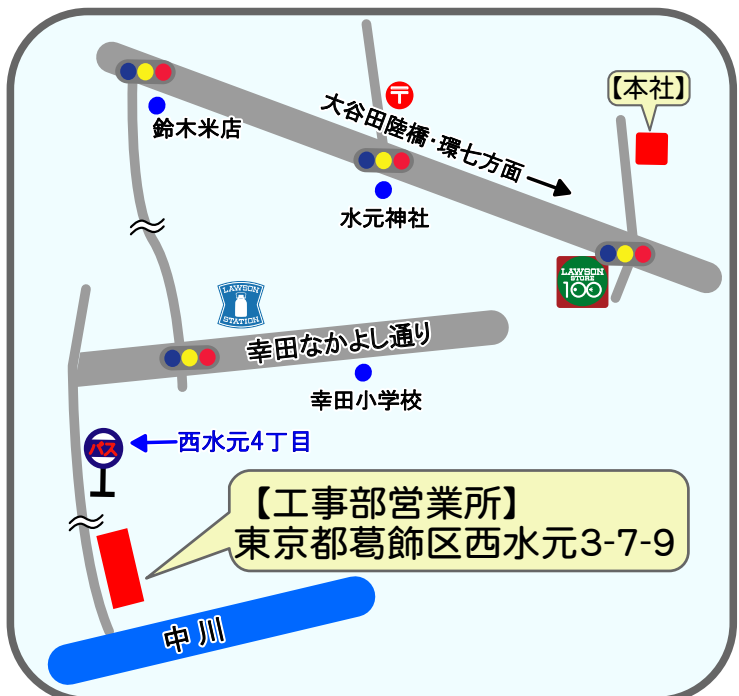 【本社】
〒
大谷田陸橋・環七方面
鈴木米店
水元神社
LAWSON
STORE
100
LAWSON
STATION
幸田なかよし通り
幸田小学校
バス
西水元4丁目
【工事部営業所】
東京都葛飾区西水元3-7-9
中川